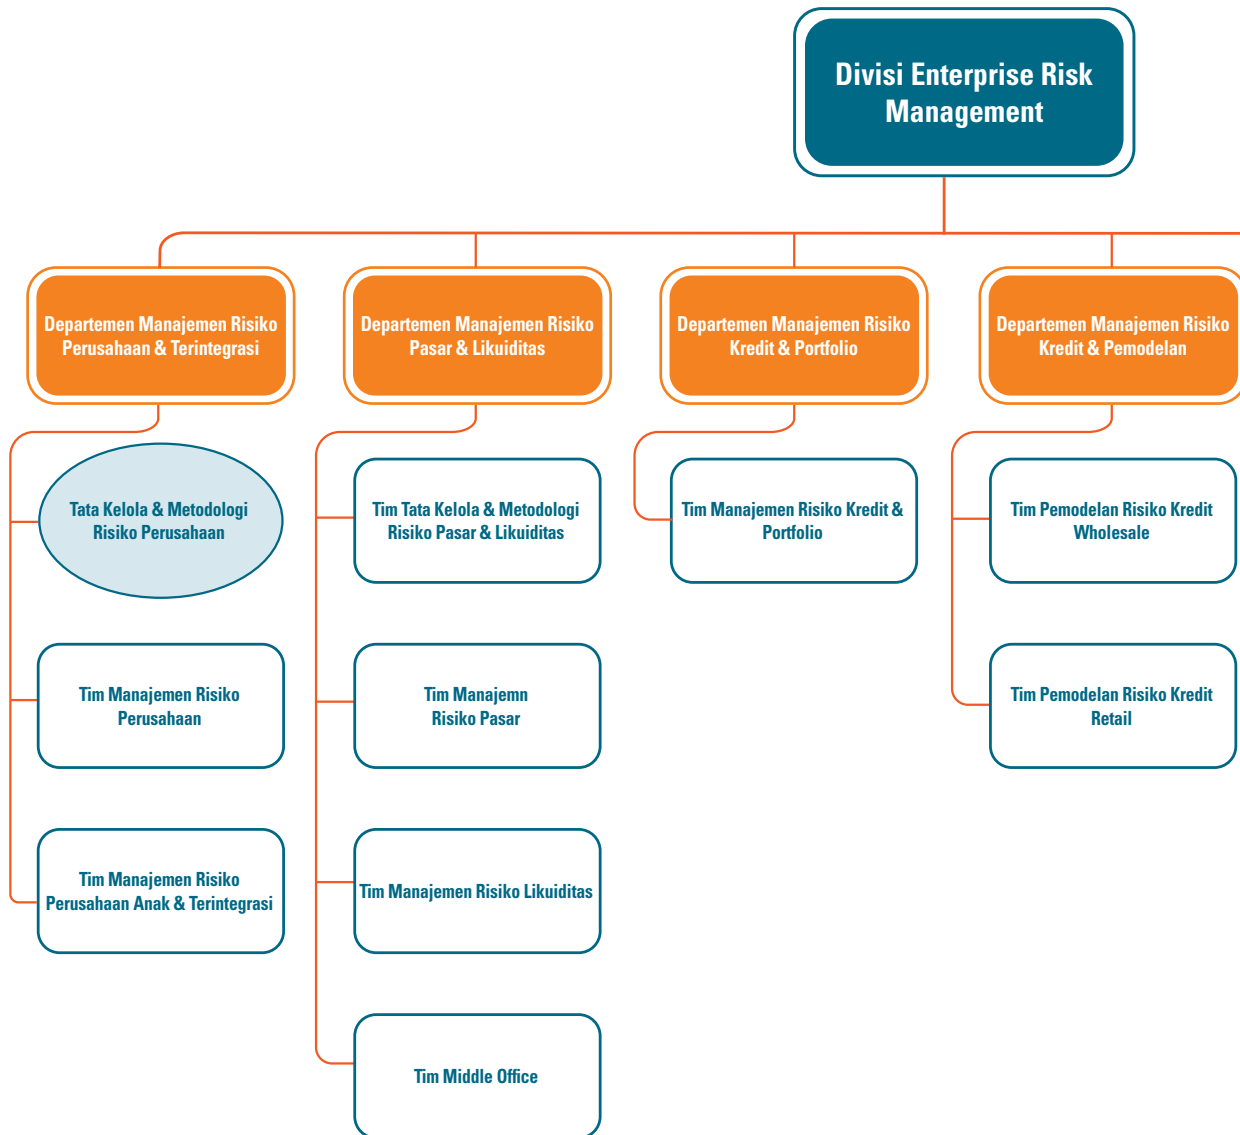 Divisi Enterprise Risk
Management
Departemen Manajemen Risiko
Perusahaan & Terintegrasi
Departemen Manajemen Risiko
Pasar & Likuiditas
Departemen Manajemen Risiko
Kredit & Portfolio
Departemen Manajemen Risiko
Kredit & Pemodelan
Tata Kelola & Metodologi
Risiko Perusahaan
Tim Tata Kelola & Metodologi
Risiko Pasar & Likuiditas
Tim Manajemen Risiko Kredit &
Portfolio
Tim Pemodelan Risiko Kredit
Wholesale
Tim Manajemen Risiko
Perusahaan
Tim Manajemn
Risiko Pasar
Tim Pemodelan Risiko Kredit
Retail
Tim Manajemen Risiko
Perusahaan Anak & Terintegrasi
Tim Manajemen Risiko Likuiditas
Tim Middle Office